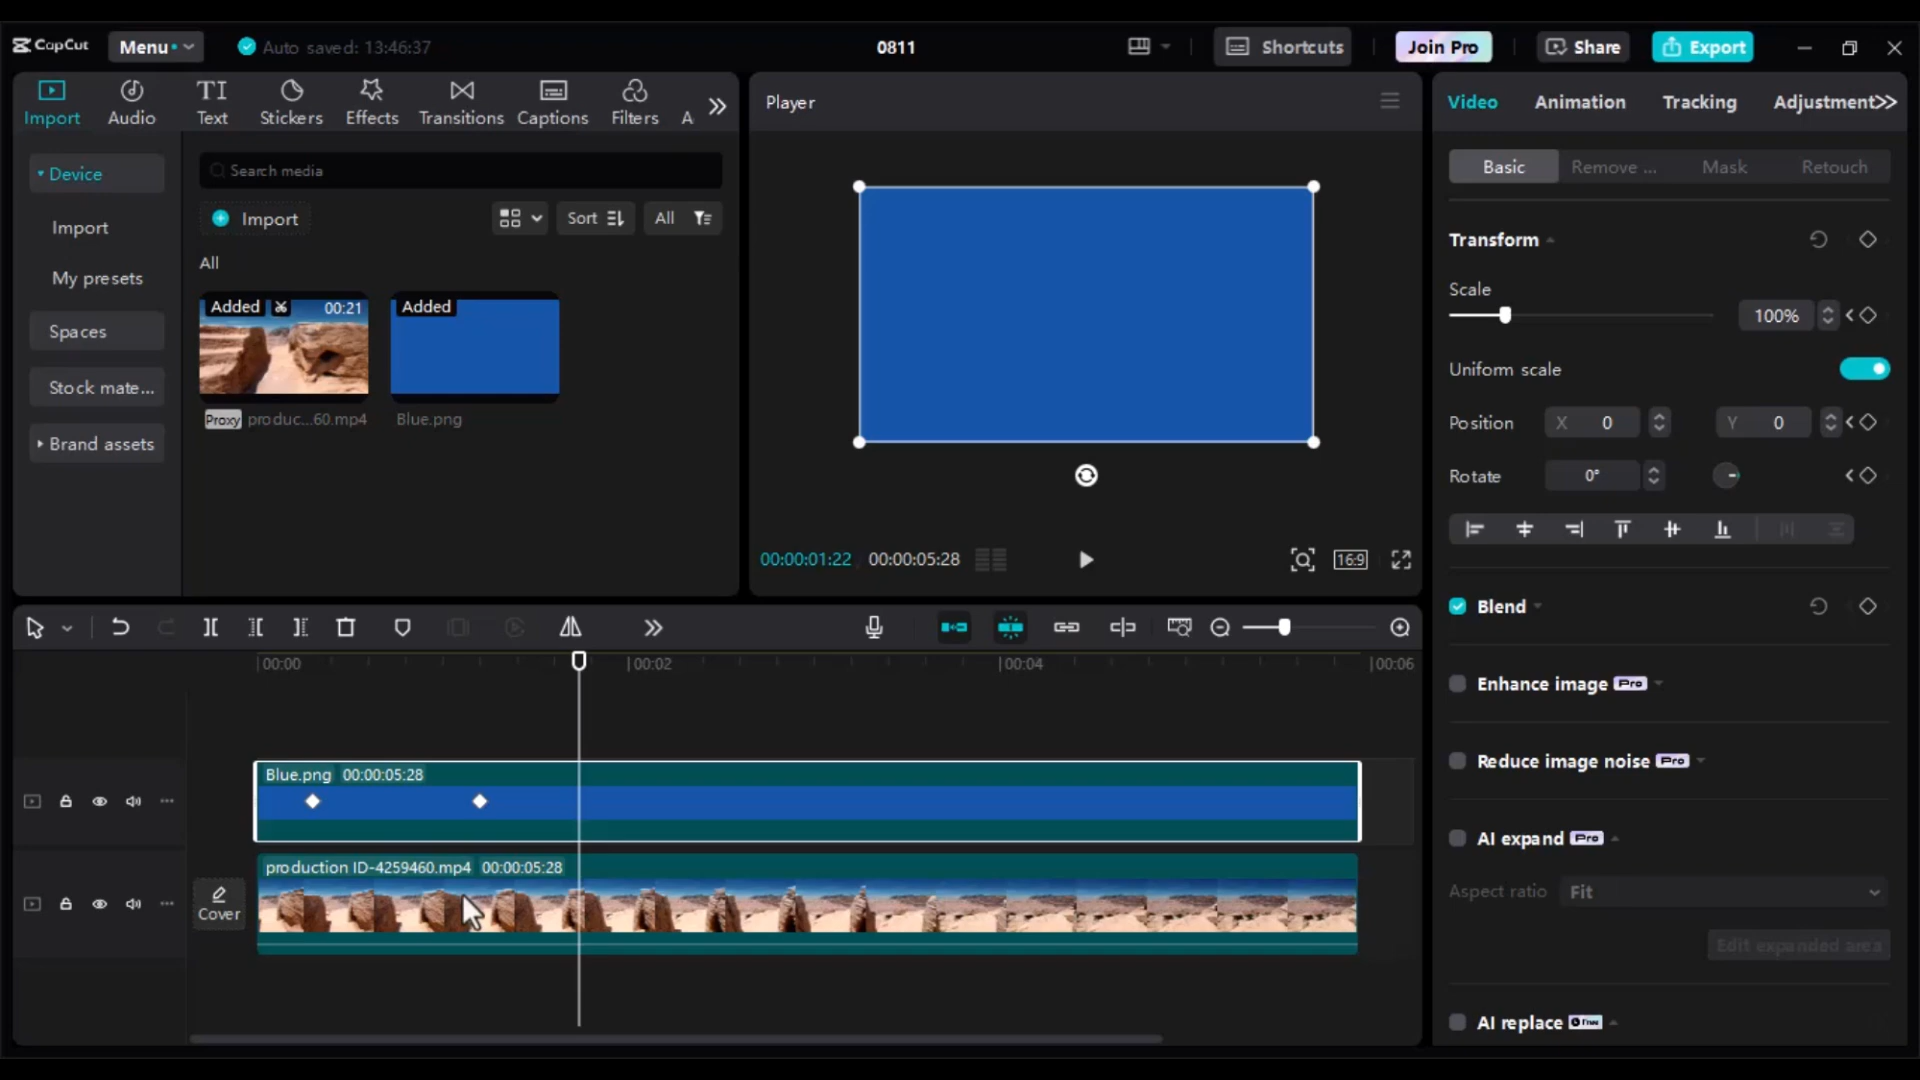 CapCut Menu Auto saved: 13:46:37 0811 Shortcuts Join Pro Share Export
Import Audio Text Stickers Effects Transitions Captions Filters A
Device
Import
My presets
Spaces
Stock mate...
Brand assets
Search media
Import Sort All
All
Added 00:21
Proxy produc...60.mp4
Added
Blue.png
Player
00:00:01:22 00:00:05:28 16:9
Video Animation Tracking Adjustment
Basic Remove ... Mask Retouch
Transform
Scale
100%
Uniform scale
Position X 0 Y 0
Rotate 0°
Blend
Enhance image Pro
Reduce image noise Pro
AI expand Pro
Aspect ratio Fit
Edit expanded area
AI replace Free
00:00 00:02 00:04 00:06
Blue.png 00:00:05:28
production ID-4259460.mp4 00:00:05:28
Cover